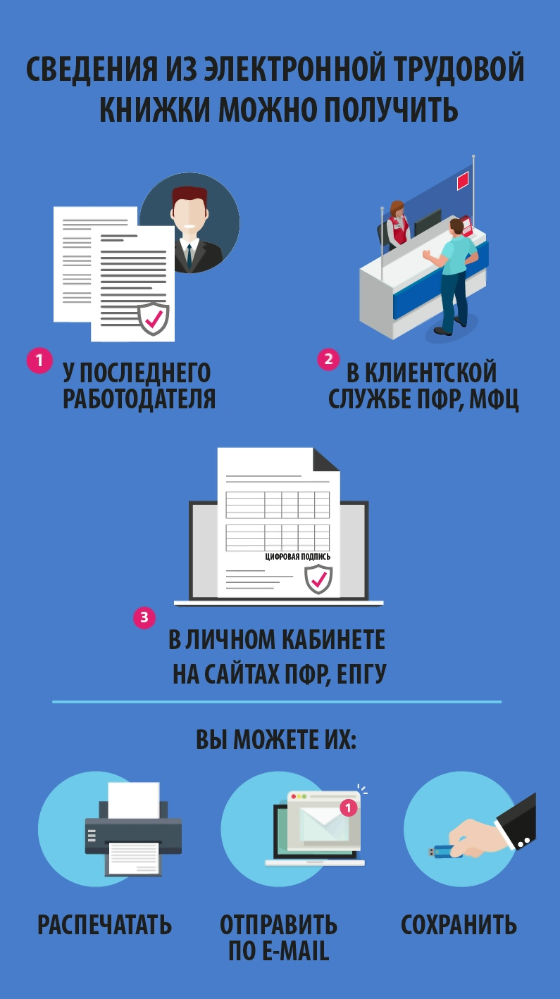 СВЕДЕНИЯ ИЗ ЭЛЕКТРОННОЙ ТРУДОВОЙ
КНИЖКИ МОЖНО ПОЛУЧИТЬ
1
У ПОСЛЕДНЕГО
РАБОТОДАТЕЛЯ
2
В КЛИЕНТСКОЙ
СЛУЖБЕ ПФР, МФЦ
ЦИФРОВАЯ ПОДПИСЬ
3
В ЛИЧНОМ КАБИНЕТЕ
НА САЙТАХ ПФР, ЕПГУ
ВЫ МОЖЕТЕ ИХ:
1
РАСПЕЧАТАТЬ
ОТПРАВИТЬ
ПО E-MAIL
СОХРАНИТЬ